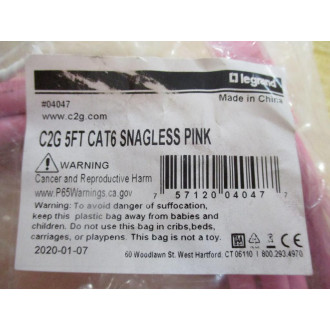 legrand
#04047
Made in China
www.c2g.com
C2G 5FT CAT6 SNAGLESS PINK
WARNING
Cancer and Reproductive Harm
www.P65Warnings.ca.gov
7 57120 04047 7
Warning: To avoid danger of suffocation,
keep this plastic bag away from babies and
children. Do not use this bag in cribs,beds,
carriages, or playpens. This bag is not a toy.
2020-01-07
60 Woodlawn St. West Hartford, CT 06110 1 800.293.4970